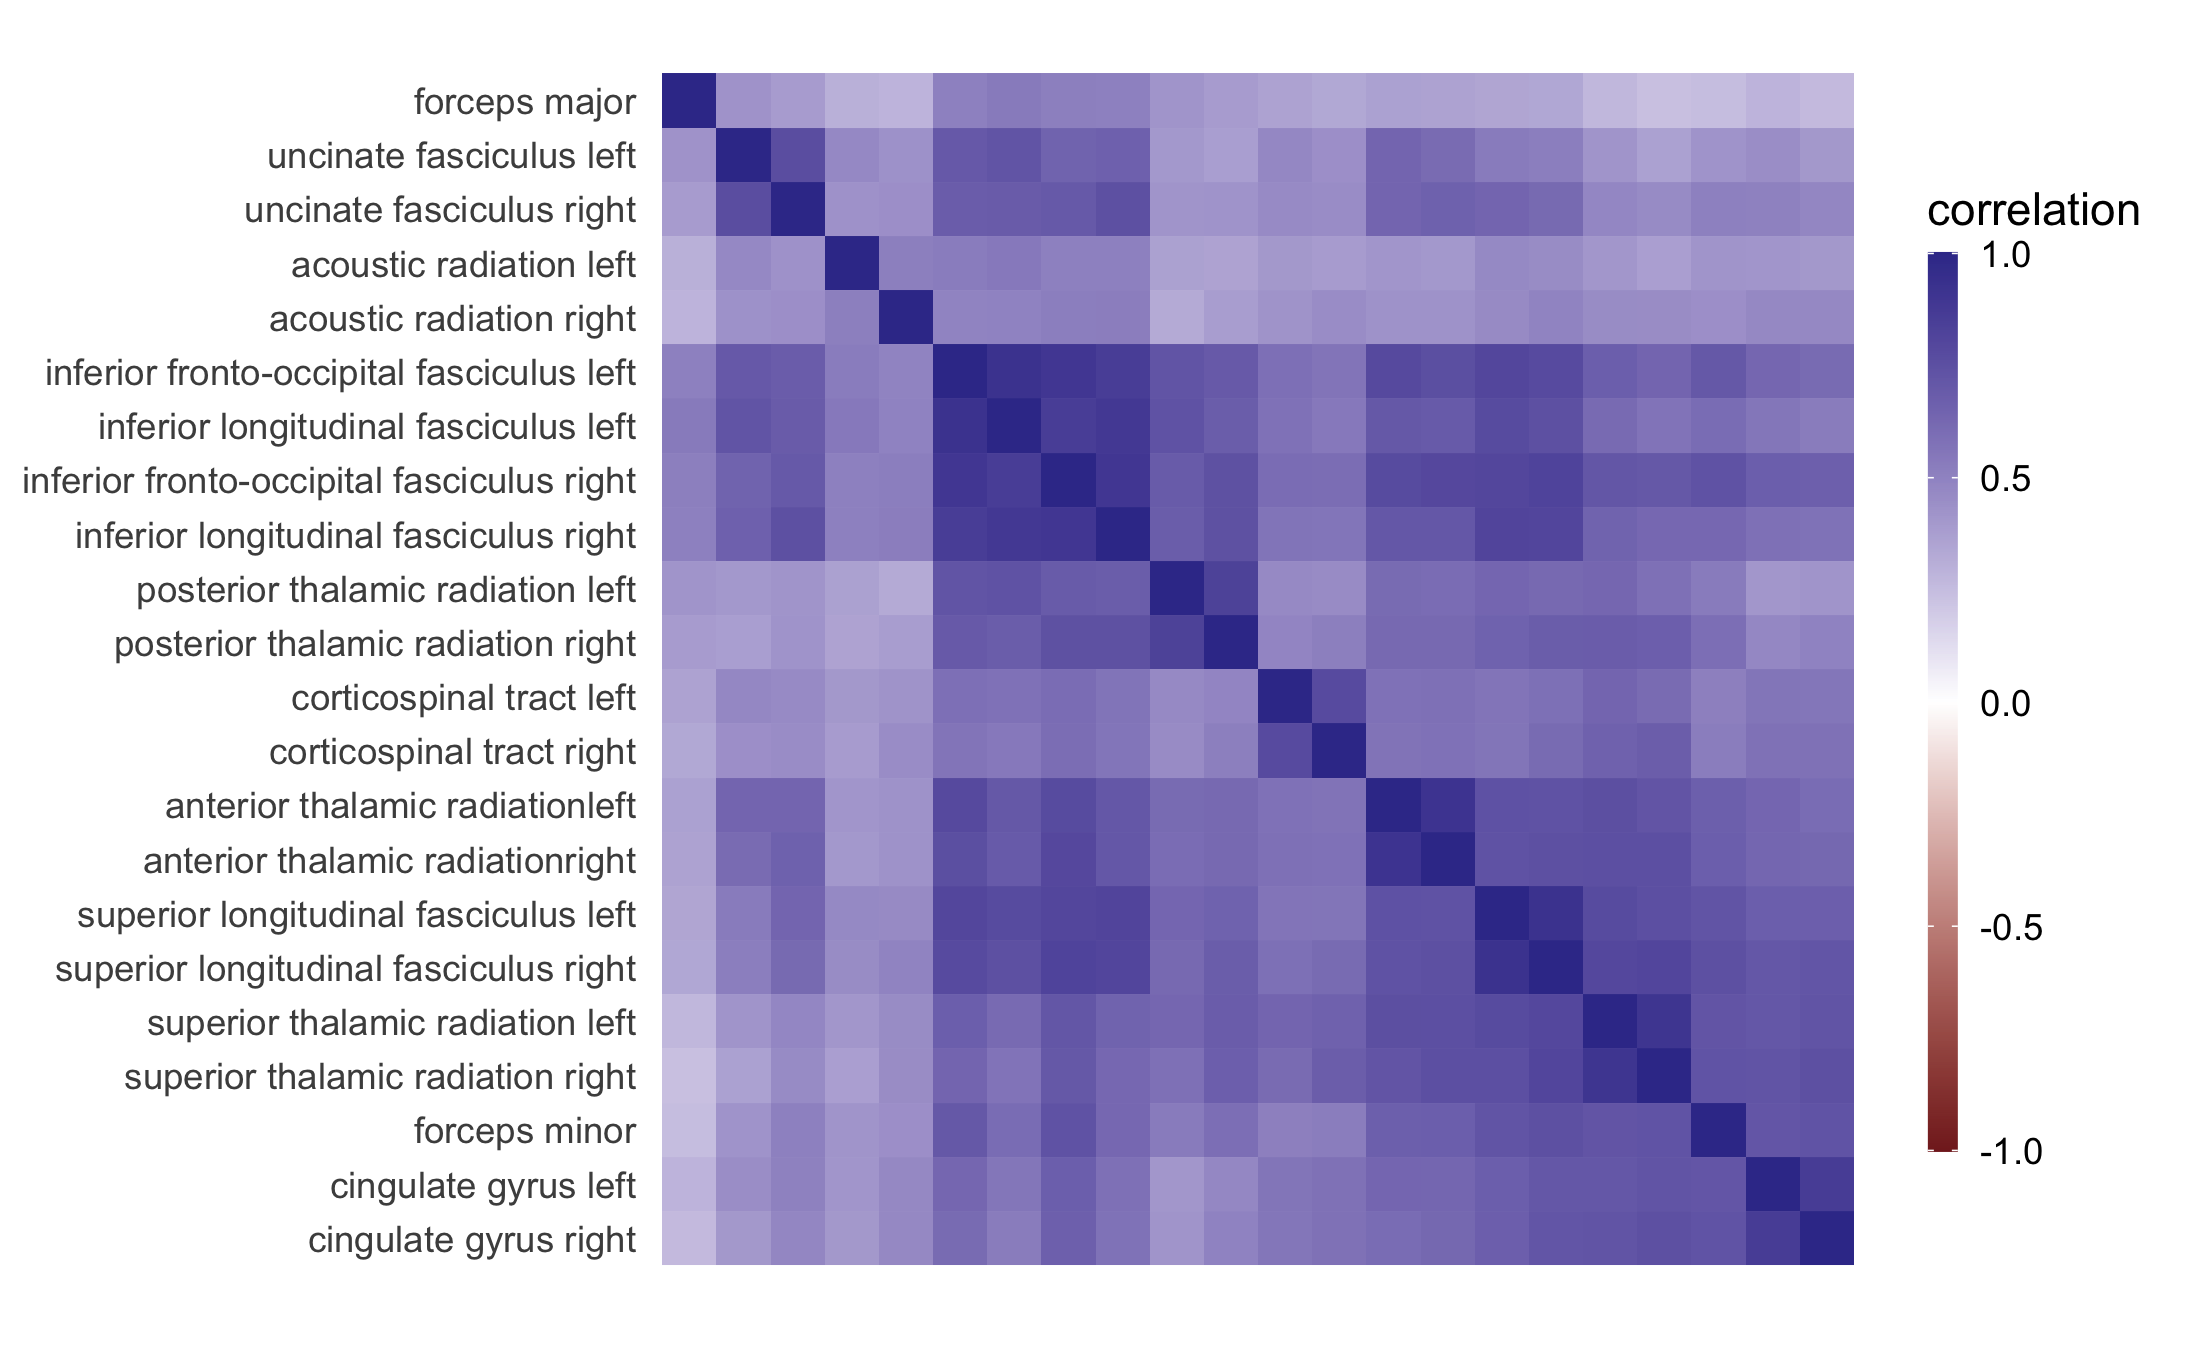 forceps major
uncinate fasciculus left
uncinate fasciculus right
acoustic radiation left
acoustic radiation right
inferior fronto-occipital fasciculus left
inferior longitudinal fasciculus left
inferior fronto-occipital fasciculus right
inferior longitudinal fasciculus right
posterior thalamic radiation left
posterior thalamic radiation right
corticospinal tract left
corticospinal tract right
anterior thalamic radiationleft
anterior thalamic radiationright
superior longitudinal fasciculus left
superior longitudinal fasciculus right
superior thalamic radiation left
superior thalamic radiation right
forceps minor
cingulate gyrus left
cingulate gyrus right
correlation
1.0
0.5
0.0
-0.5
-1.0